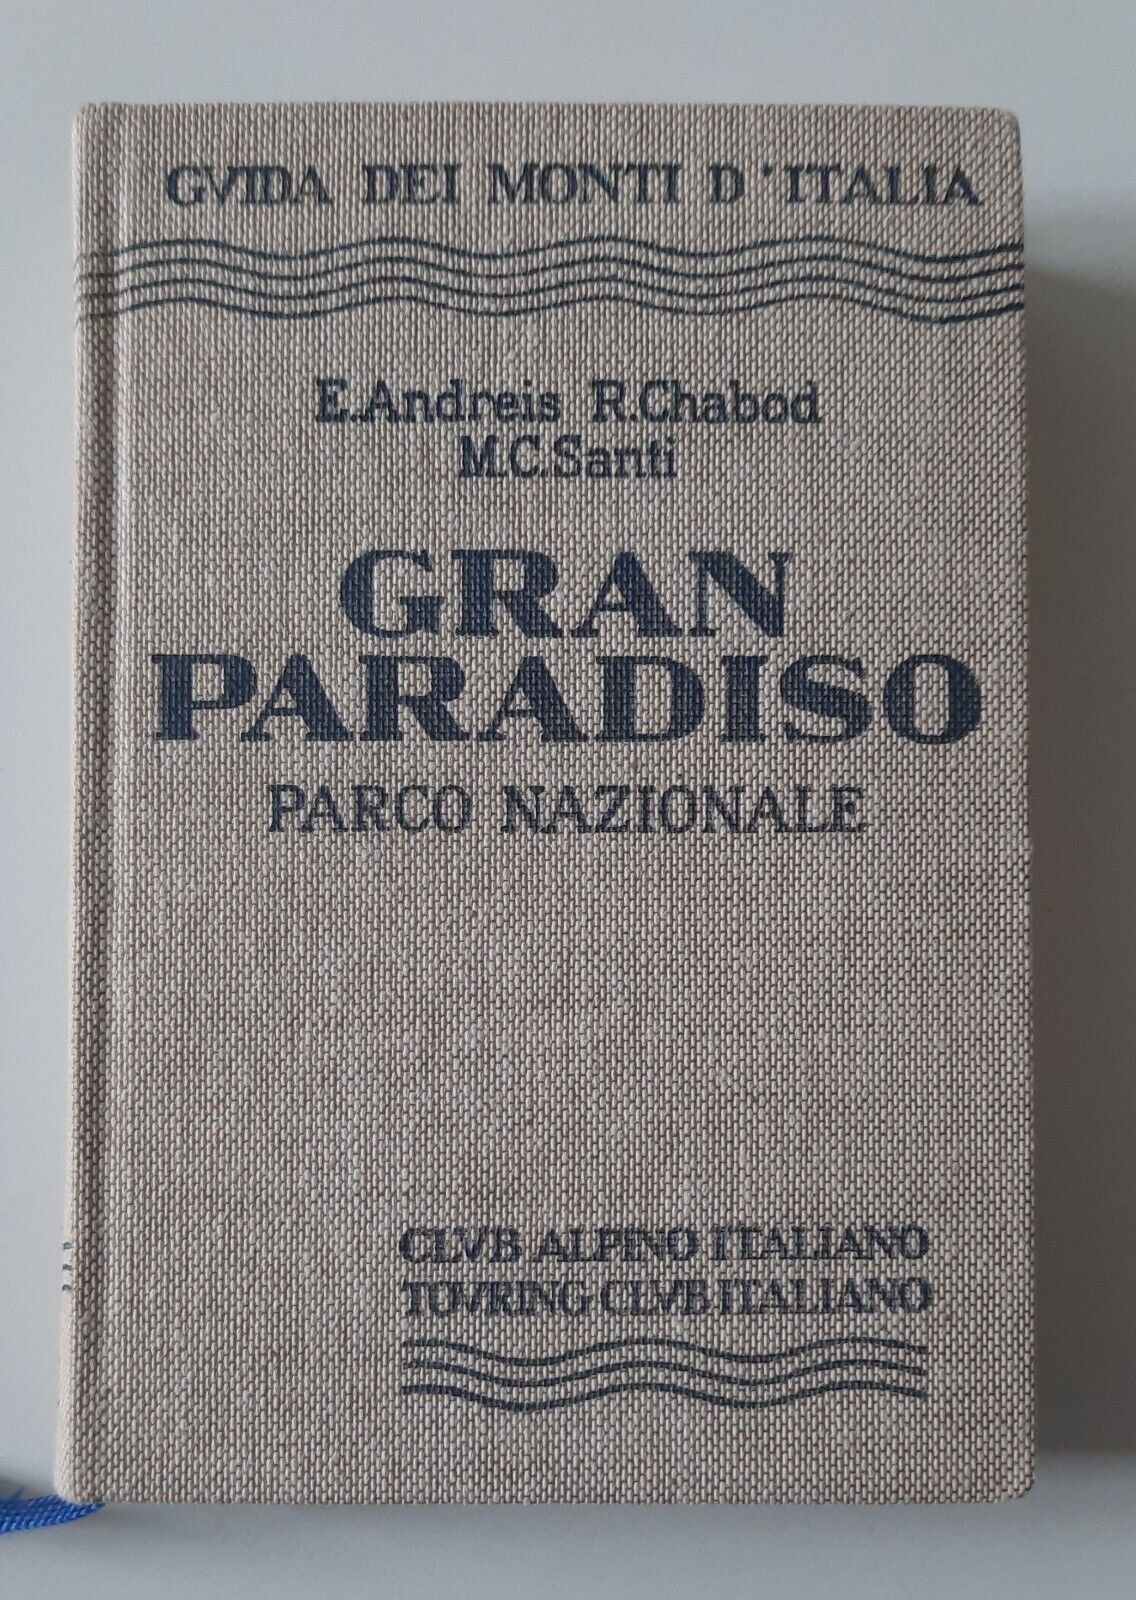 GVIDA DEI MONTI D'ITALIA
E.Andreis R.Chabod
M.C.Santi
GRAN
PARADISO
PARCO NAZIONALE
CLVB ALPINO ITALIANO
TOVRING CLVB ITALIANO